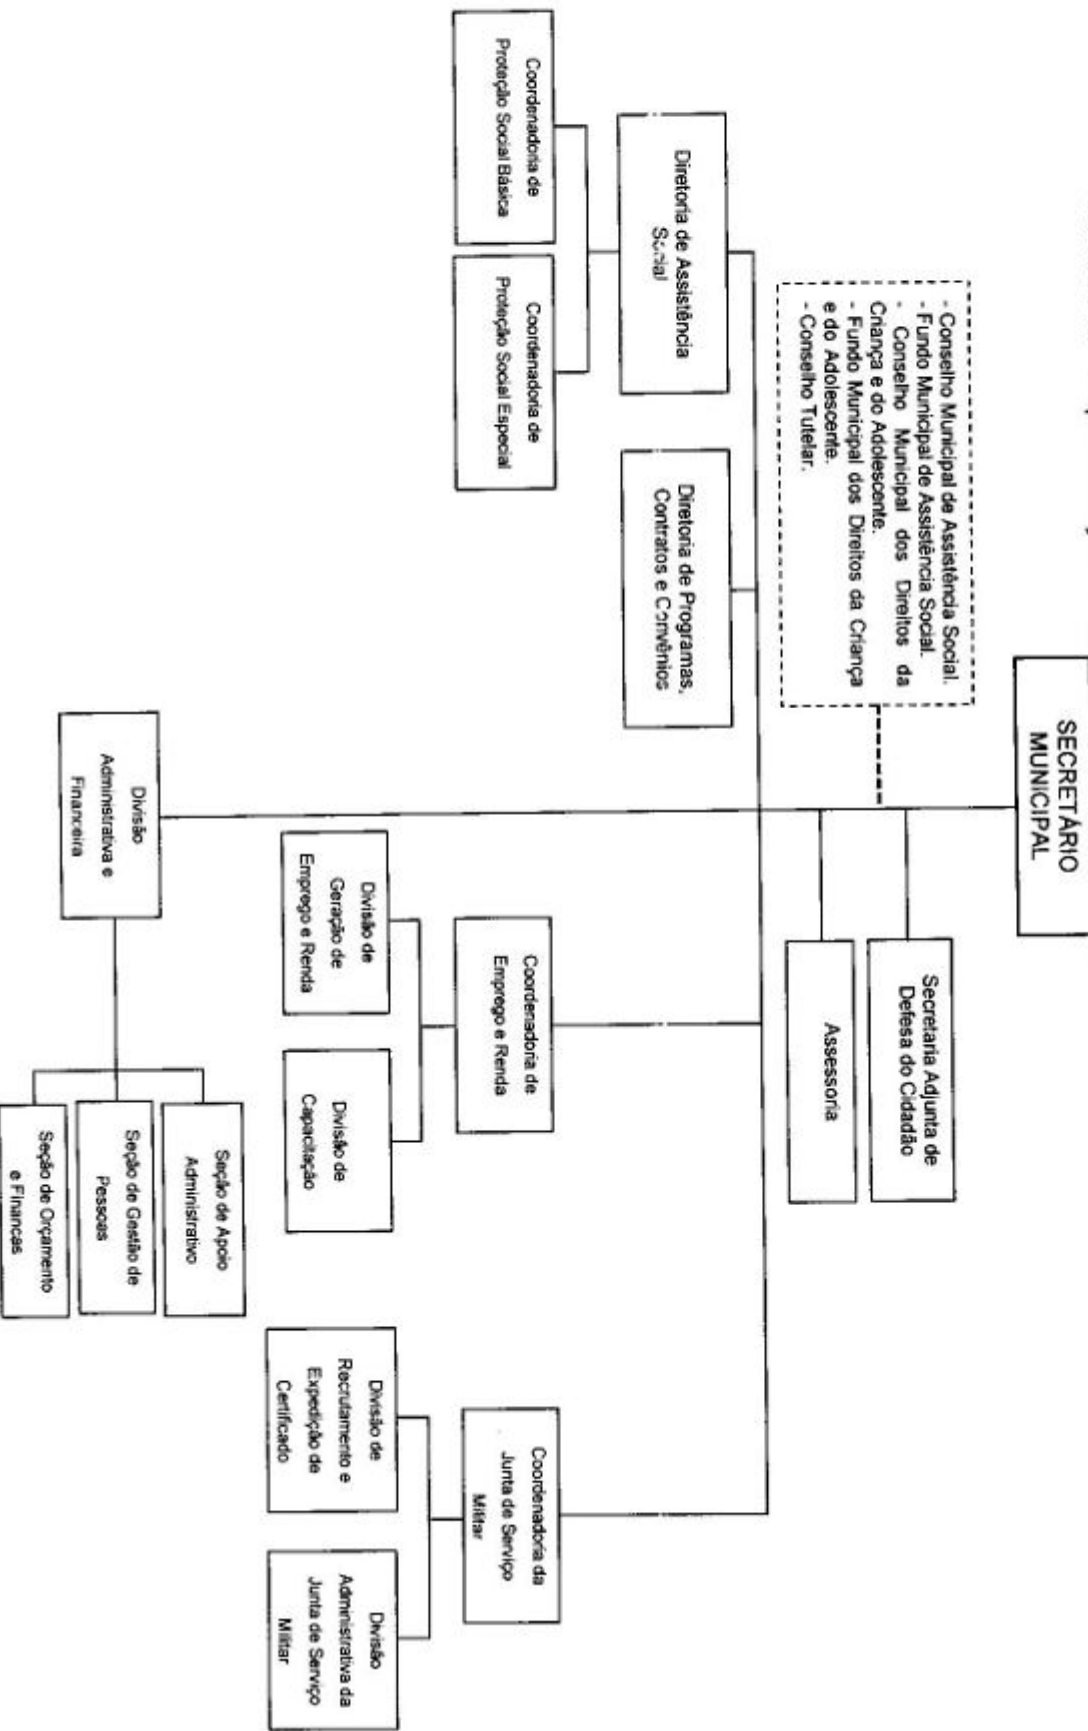 SECRETÁRIO
MUNICIPAL
- Conselho Municipal de Assistência Social.
- Fundo Municipal de Assistência Social.
- Conselho Municipal dos Direitos da
Criança e do Adolescente.
- Fundo Municipal dos Direitos da Criança
e do Adolescente.
- Conselho Tutelar.
Secretaria Adjunta de
Defesa do Cidadão
Assessoria
Diretoria de Assistência
Social
Diretoria de Programas,
Contratos e Convênios
Coordenadoria de
Proteção Social Básica
Coordenadoria de
Proteção Social Especial
Coordenadoria de
Emprego e Renda
Coordenadoria da
Junta de Serviço
Militar
Divisão de
Geração de
Emprego e Renda
Divisão de
Capacitação
Divisão de
Recrutamento e
Expedição de
Certificado
Divisão
Administrativa da
Junta de Serviço
Militar
Divisão
Administrativa e
Financeira
Seção de Apoio
Administrativo
Seção de Gestão de
Pessoas
Seção de Orçamento
e Finanças